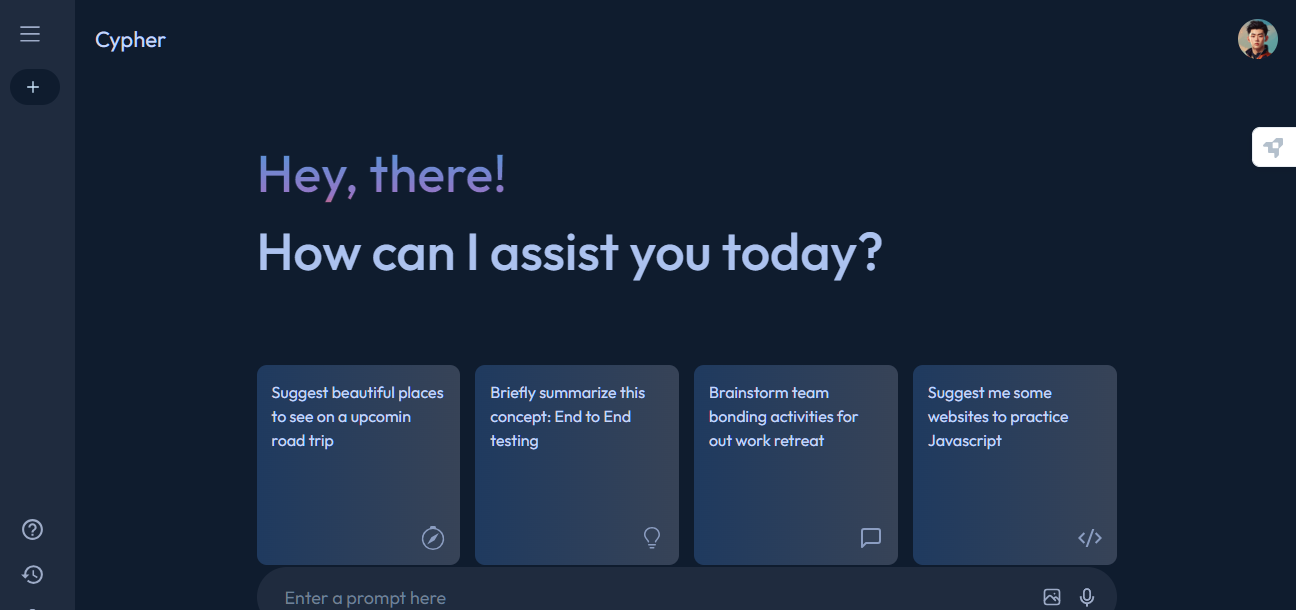 Cypher
Hey, there!
How can I assist you today?
Suggest beautiful places
to see on a upcomin
road trip
Briefly summarize this
concept: End to End
testing
Brainstorm team
bonding activities for
out work retreat
Suggest me some
websites to practice
Javascript
Enter a prompt here